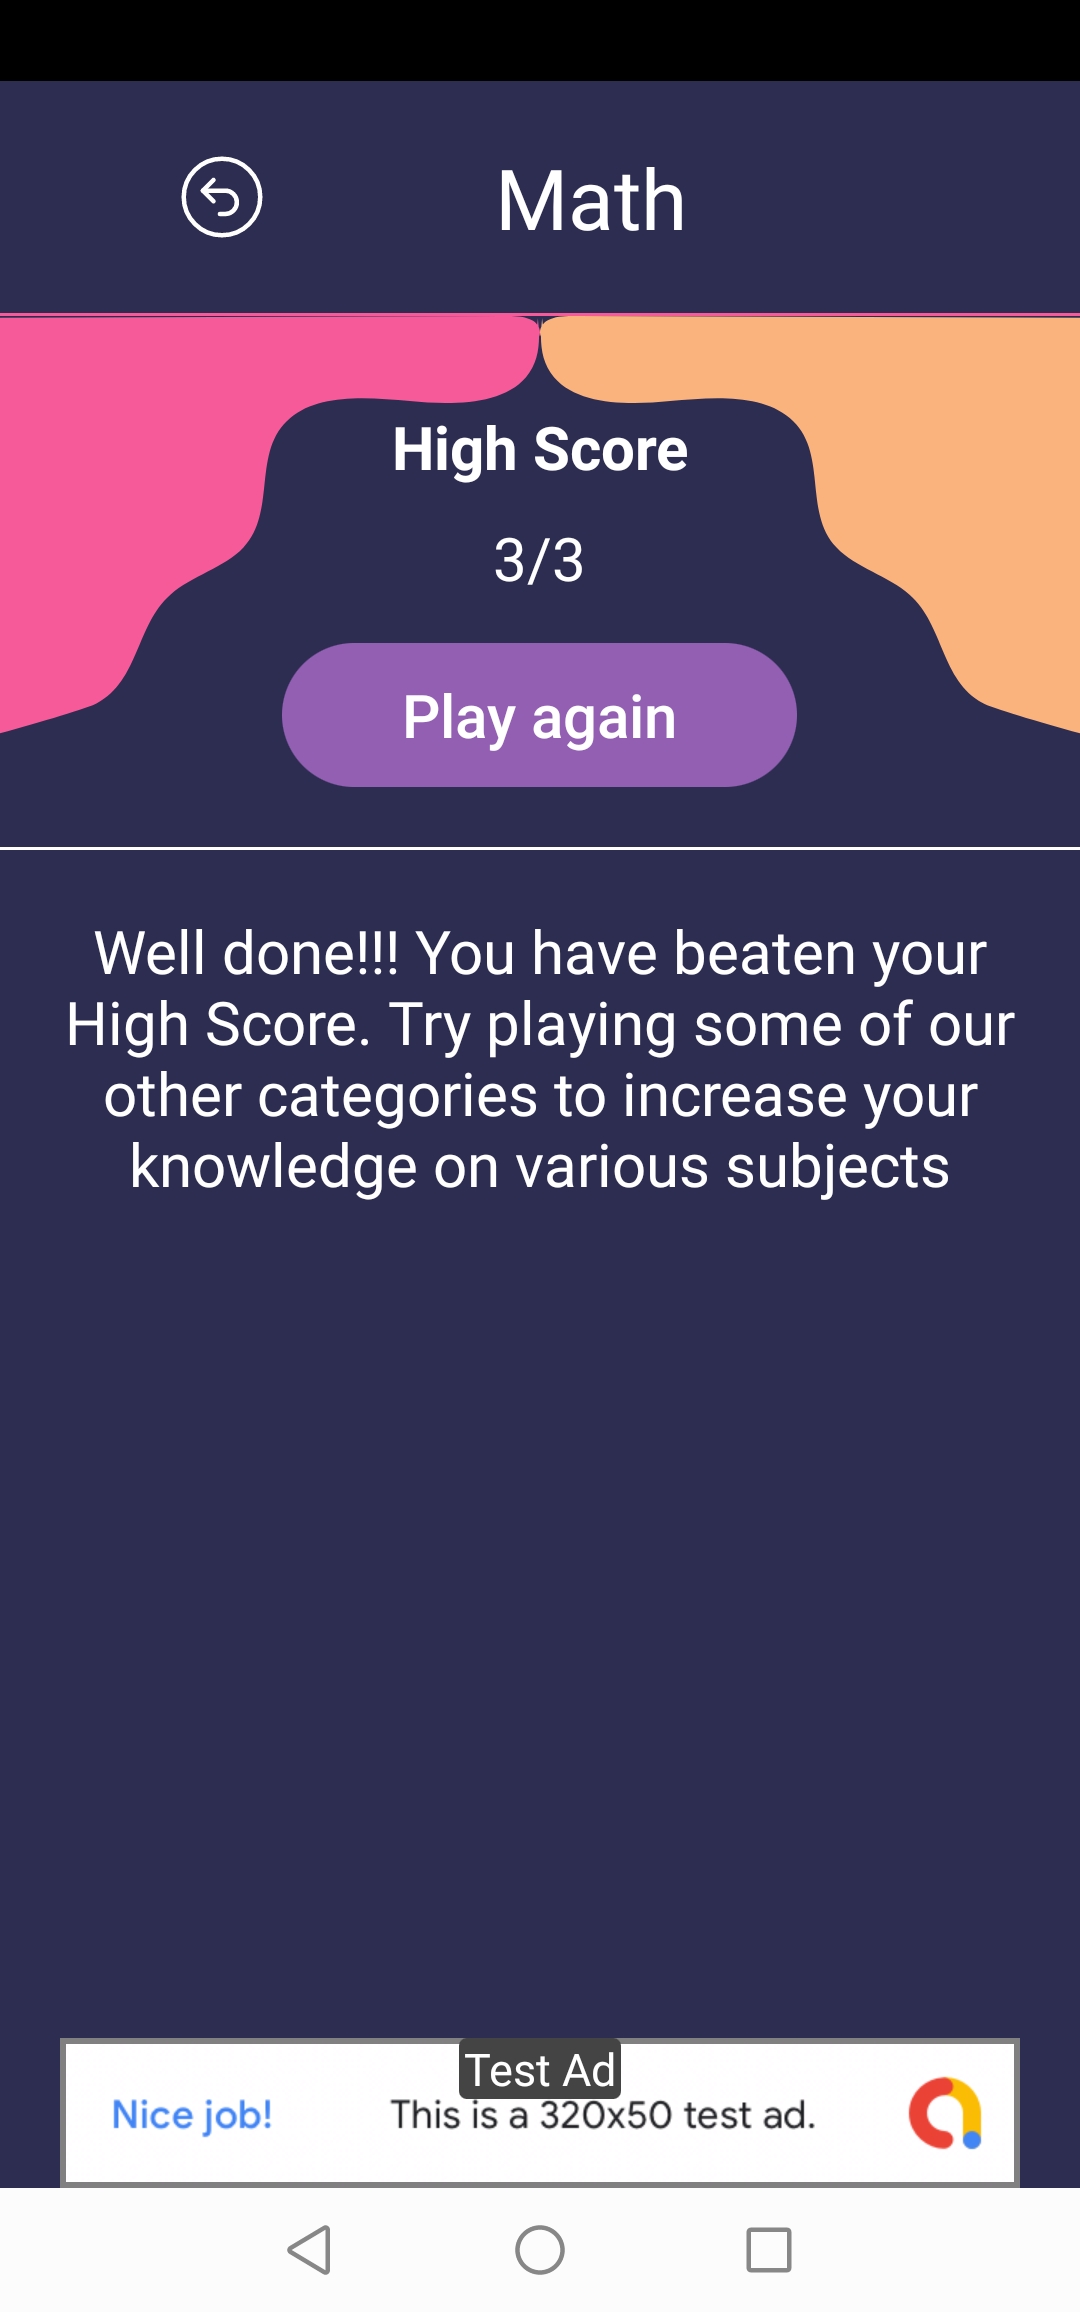 Math
High Score
3/3
Play again
Well done!!! You have beaten your
High Score. Try playing some of our
other categories to increase your
knowledge on various subjects
Test Ad
Nice job!
This is a 320x50 test ad.